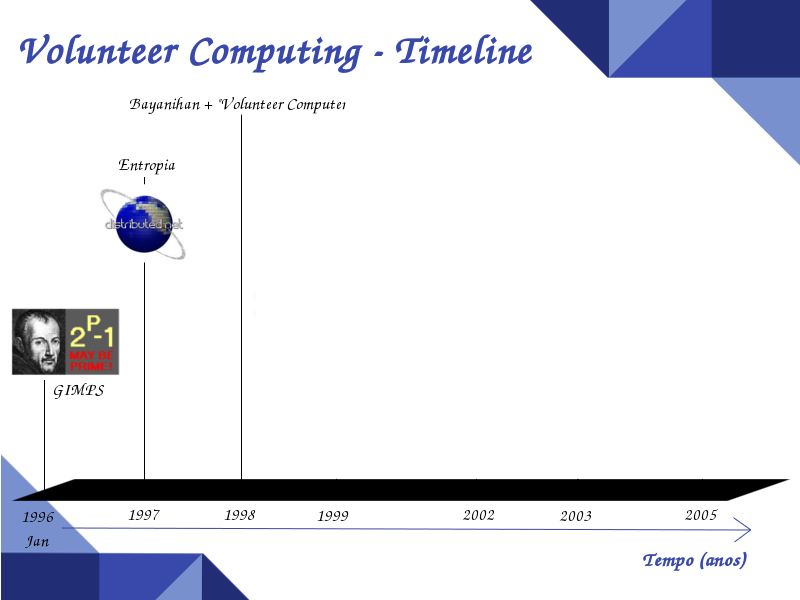 Volunteer Computing - Timeline
Bayanihan + "Volunteer Computer
Entropia
distributed.net
2P-1
MAY BE
PRIME!
GIMPS
1996
1997
1998
1999
2002
2003
2005
Jan
Tempo (anos)